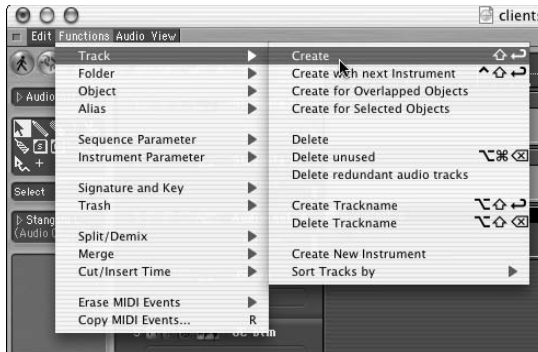 client
Edit Functions Audio View
Track
Folder
Object
Alias
Sequence Parameter
Instrument Parameter
Signature and Key
Trash
Split/Demix
Merge
Cut/Insert Time
Erase MIDI Events
Copy MIDI Events... R
Create
Create with next Instrument
Create for Overlapped Objects
Create for Selected Objects
Delete
Delete unused
Delete redundant audio tracks
Create Trackname
Delete Trackname
Create New Instrument
Sort Tracks by
Audio
Select
Stang
(Audio